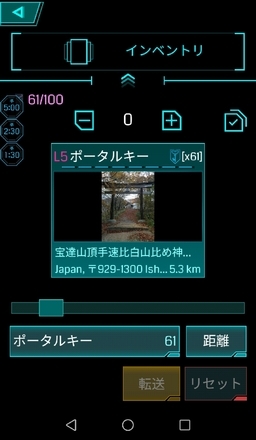 インベントリ
61/100
5:00
2:30
1:30
0
L5 ポータルキー [x61]
宝達山頂手速比白山比め神...
Japan, 〒929-1300 Ish... 5.3 km
ポータルキー 61
距離
転送
リセット